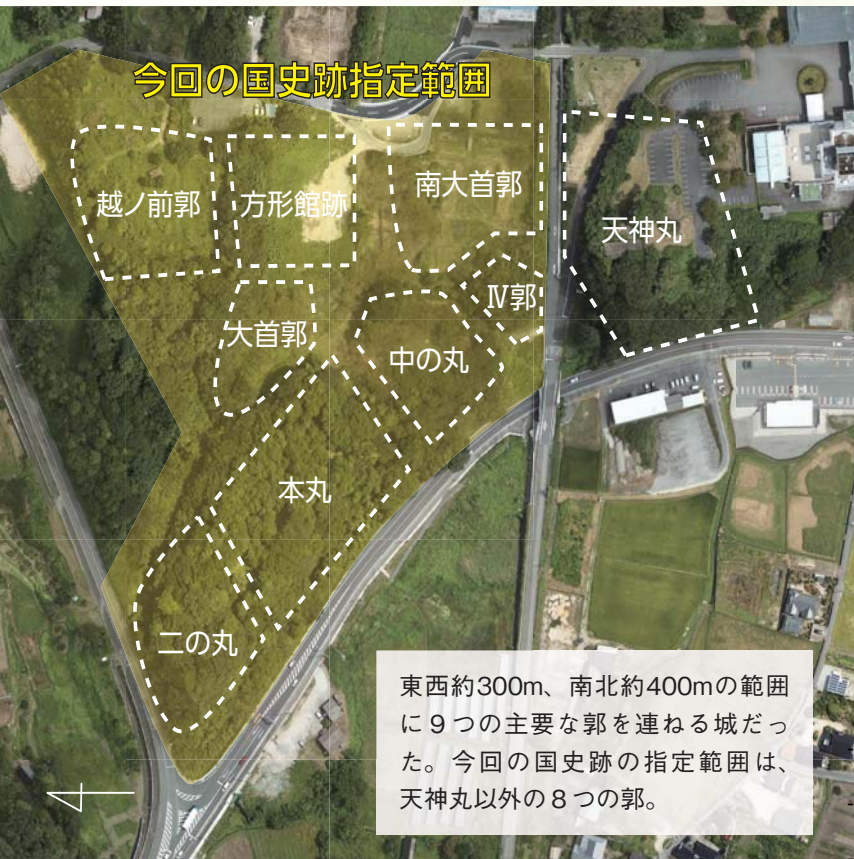 今回の国史跡指定範囲
越ノ前郭
方形館跡
南大首郭
天神丸
Ⅳ郭
大首郭
中の丸
本丸
二の丸
東西約300m、南北約400mの範囲
に９つの主要な郭を連ねる城だっ
た。今回の国史跡の指定範囲は、
天神丸以外の８つの郭。